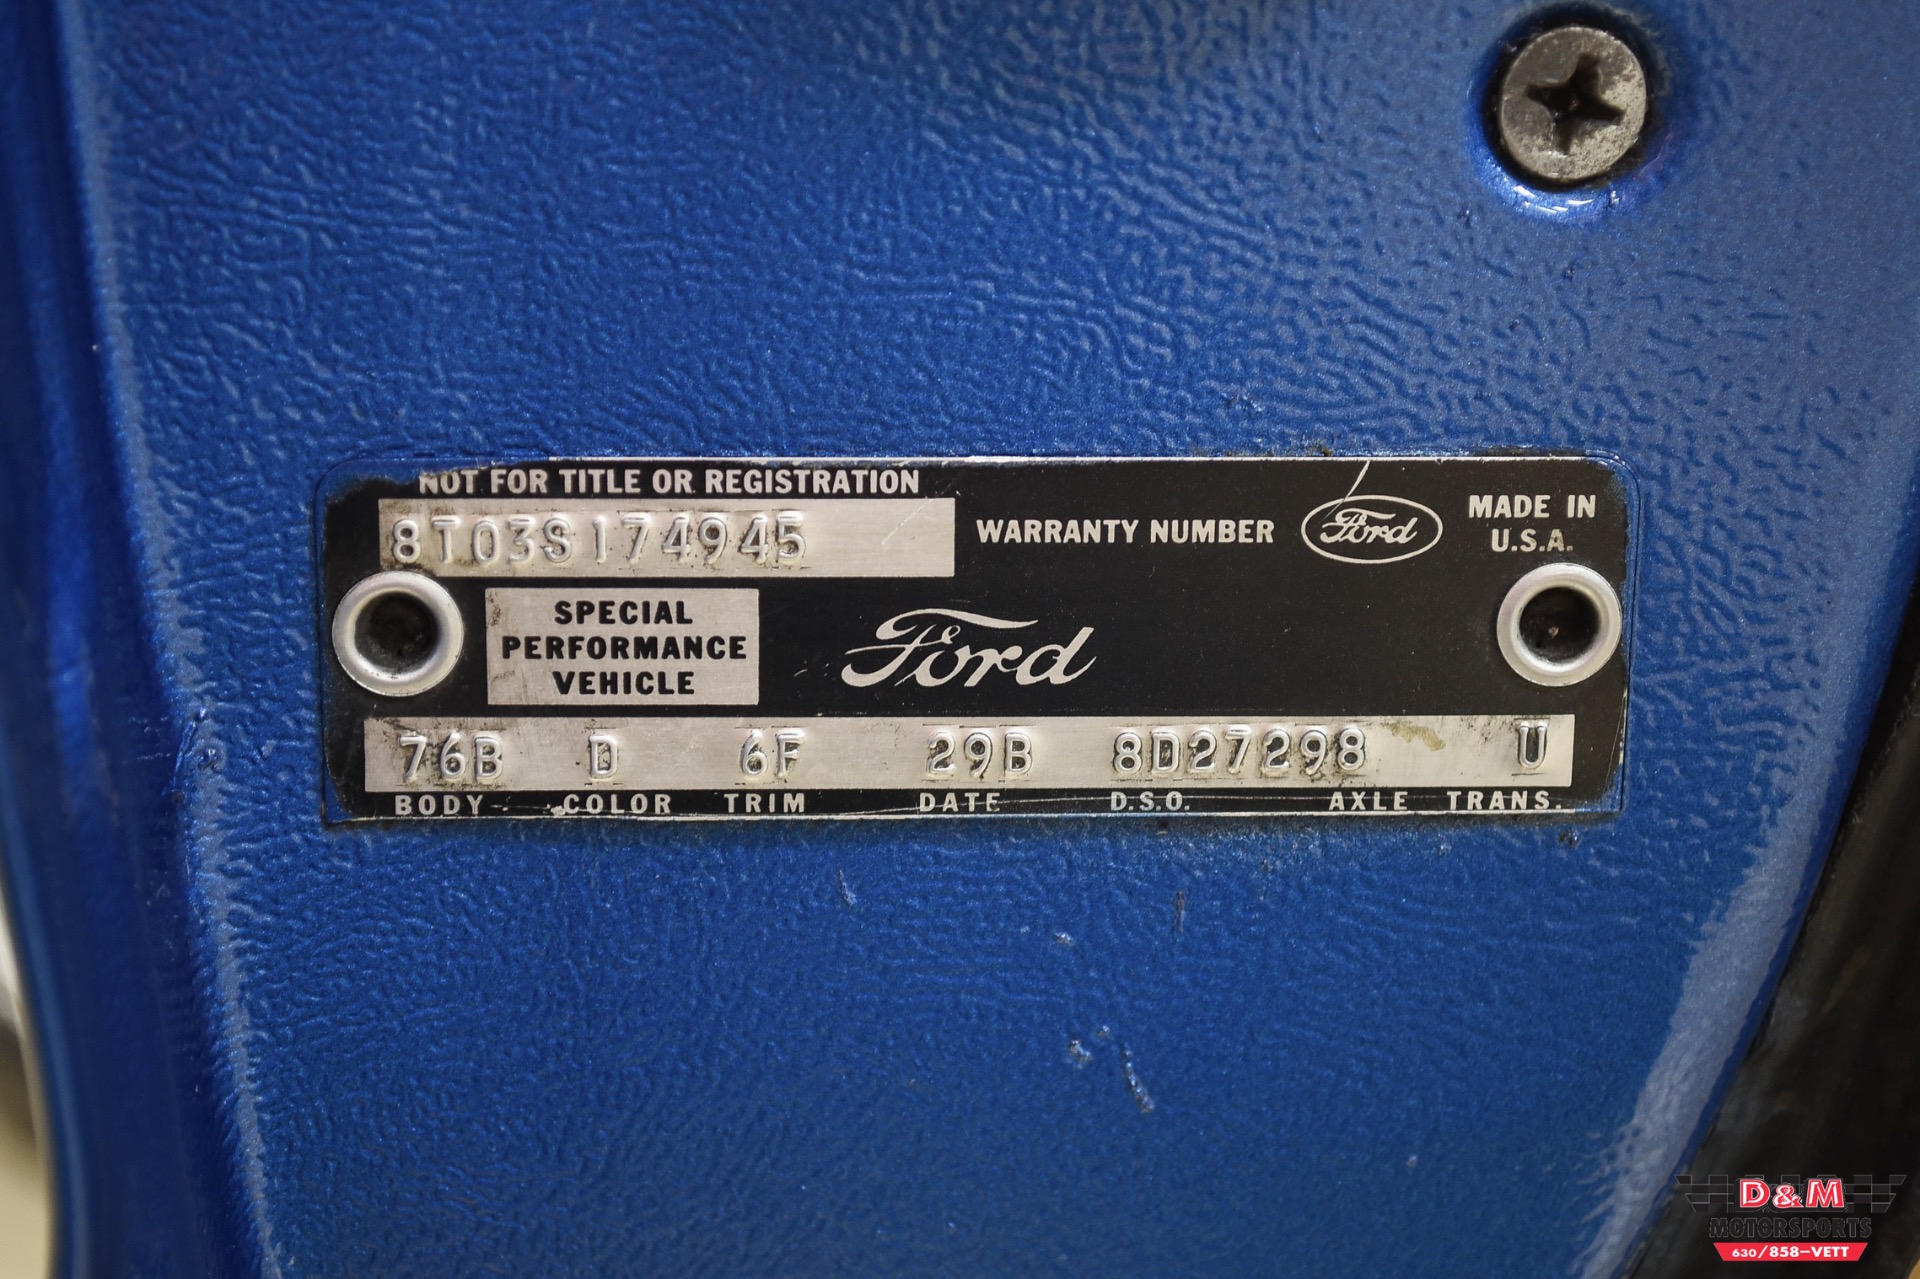 NOT FOR TITLE OR REGISTRATION
8T03S174945
WARRANTY NUMBER
Ford
MADE IN
U.S.A.
SPECIAL
PERFORMANCE
VEHICLE
Ford
76B D 6F 29B 8D27298 U
BODY COLOR TRIM DATE D.S.O. AXLE TRANS.
D&M
MOTORSPORTS
630/858-VETT